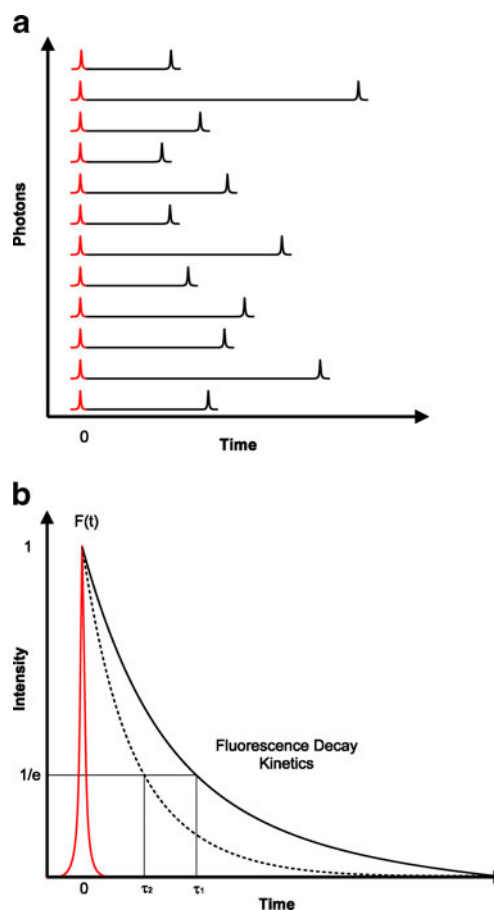 a
Photons
0
Time
b
F(t)
1
Intensity
Fluorescence Decay
Kinetics
1/e
0
τ₂
τ₁
Time